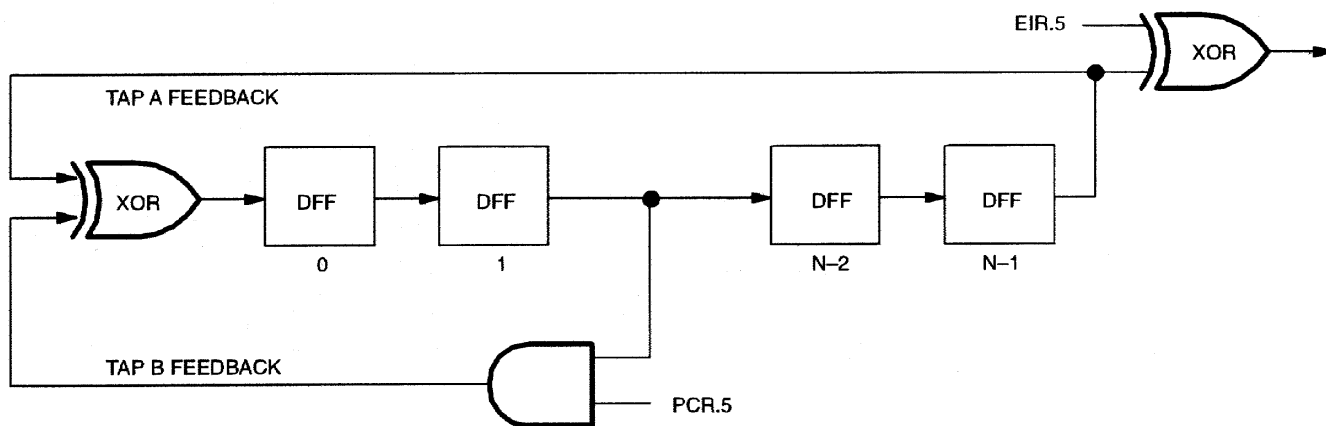 EIR.5
XOR
TAP A FEEDBACK
XOR
DFF
DFF
DFF
DFF
0
1
N–2
N–1
TAP B FEEDBACK
PCR.5